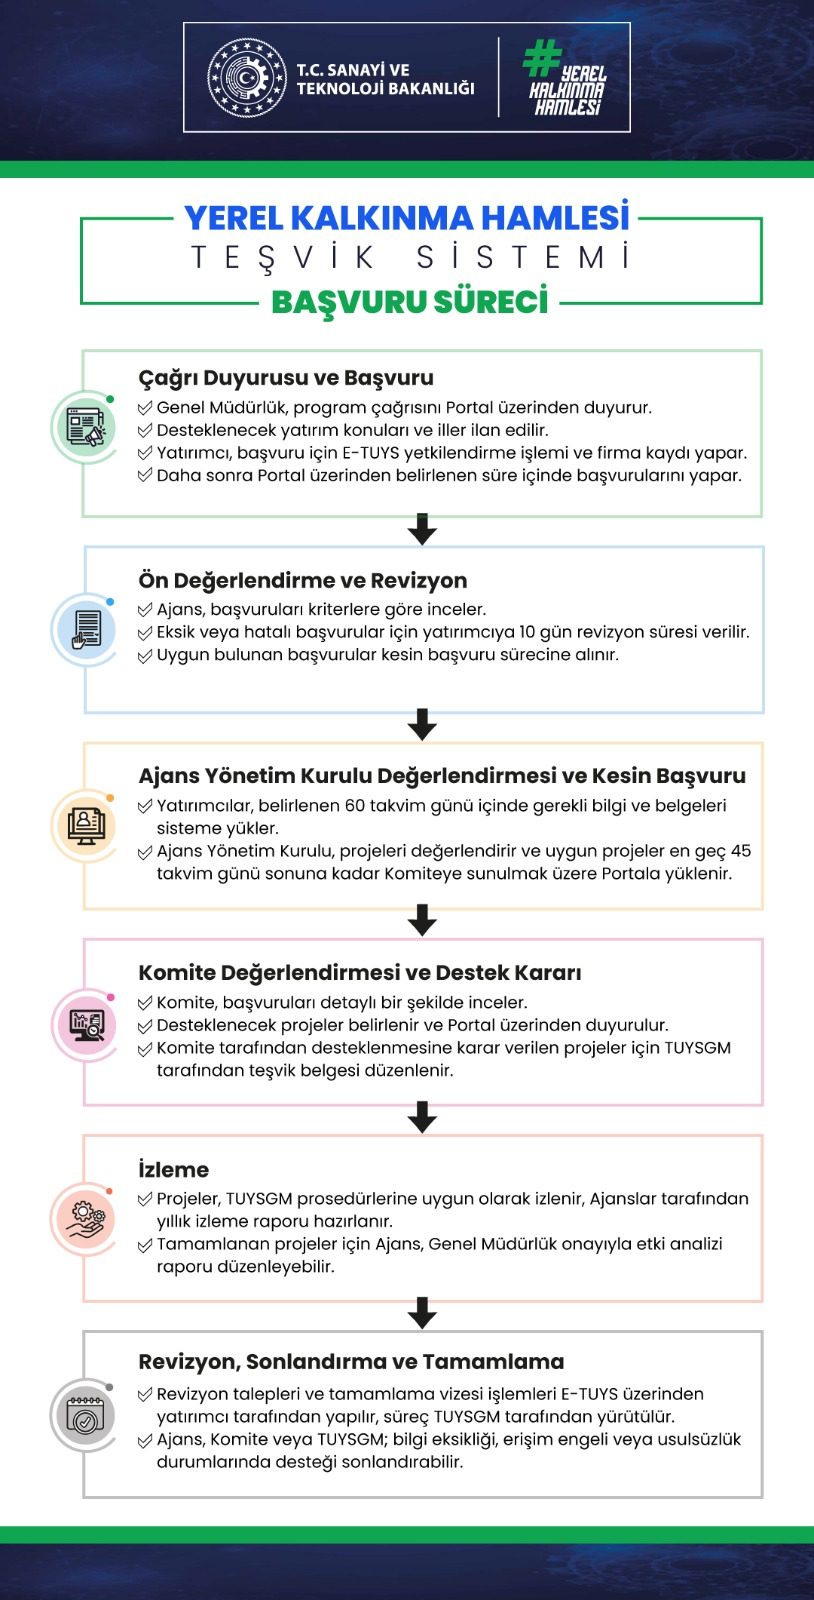 T.C. SANAYİ VE
TEKNOLOJİ BAKANLIĞI
#YEREL
KALKINMA
HAMLESİ
YEREL KALKINMA HAMLESİ
TEŞVİK SİSTEMİ
BAŞVURU SÜRECİ
Çağrı Duyurusu ve Başvuru
Genel Müdürlük, program çağrısını Portal üzerinden duyurur.
Desteklenecek yatırım konuları ve iller ilan edilir.
Yatırımcı, başvuru için E-TUYS yetkilendirme işlemi ve firma kaydı yapar.
Daha sonra Portal üzerinden belirlenen süre içinde başvurularını yapar.
Ön Değerlendirme ve Revizyon
Ajans, başvuruları kriterlere göre inceler.
Eksik veya hatalı başvurular için yatırımcıya 10 gün revizyon süresi verilir.
Uygun bulunan başvurular kesin başvuru sürecine alınır.
Ajans Yönetim Kurulu Değerlendirmesi ve Kesin Başvuru
Yatırımcılar, belirlenen 60 takvim günü içinde gerekli bilgi ve belgeleri
sisteme yükler.
Ajans Yönetim Kurulu, projeleri değerlendirir ve uygun projeler en geç 45
takvim günü sonuna kadar Komiteye sunulmak üzere Portala yüklenir.
Komite Değerlendirmesi ve Destek Kararı
Komite, başvuruları detaylı bir şekilde inceler.
Desteklenecek projeler belirlenir ve Portal üzerinden duyurulur.
Komite tarafından desteklenmesine karar verilen projeler için TUYSGM
tarafından teşvik belgesi düzenlenir.
İzleme
Projeler, TUYSGM prosedürlerine uygun olarak izlenir, Ajanslar tarafından
yıllık izleme raporu hazırlanır.
Tamamlanan projeler için Ajans, Genel Müdürlük onayıyla etki analizi
raporu düzenleyebilir.
Revizyon, Sonlandırma ve Tamamlama
Revizyon talepleri ve tamamlama vizesi işlemleri E-TUYS üzerinden
yatırımcı tarafından yapılır, süreç TUYSGM tarafından yürütülür.
Ajans, Komite veya TUYSGM; bilgi eksikliği, erişim engeli veya usulsüzlük
durumlarında desteği sonlandırabilir.